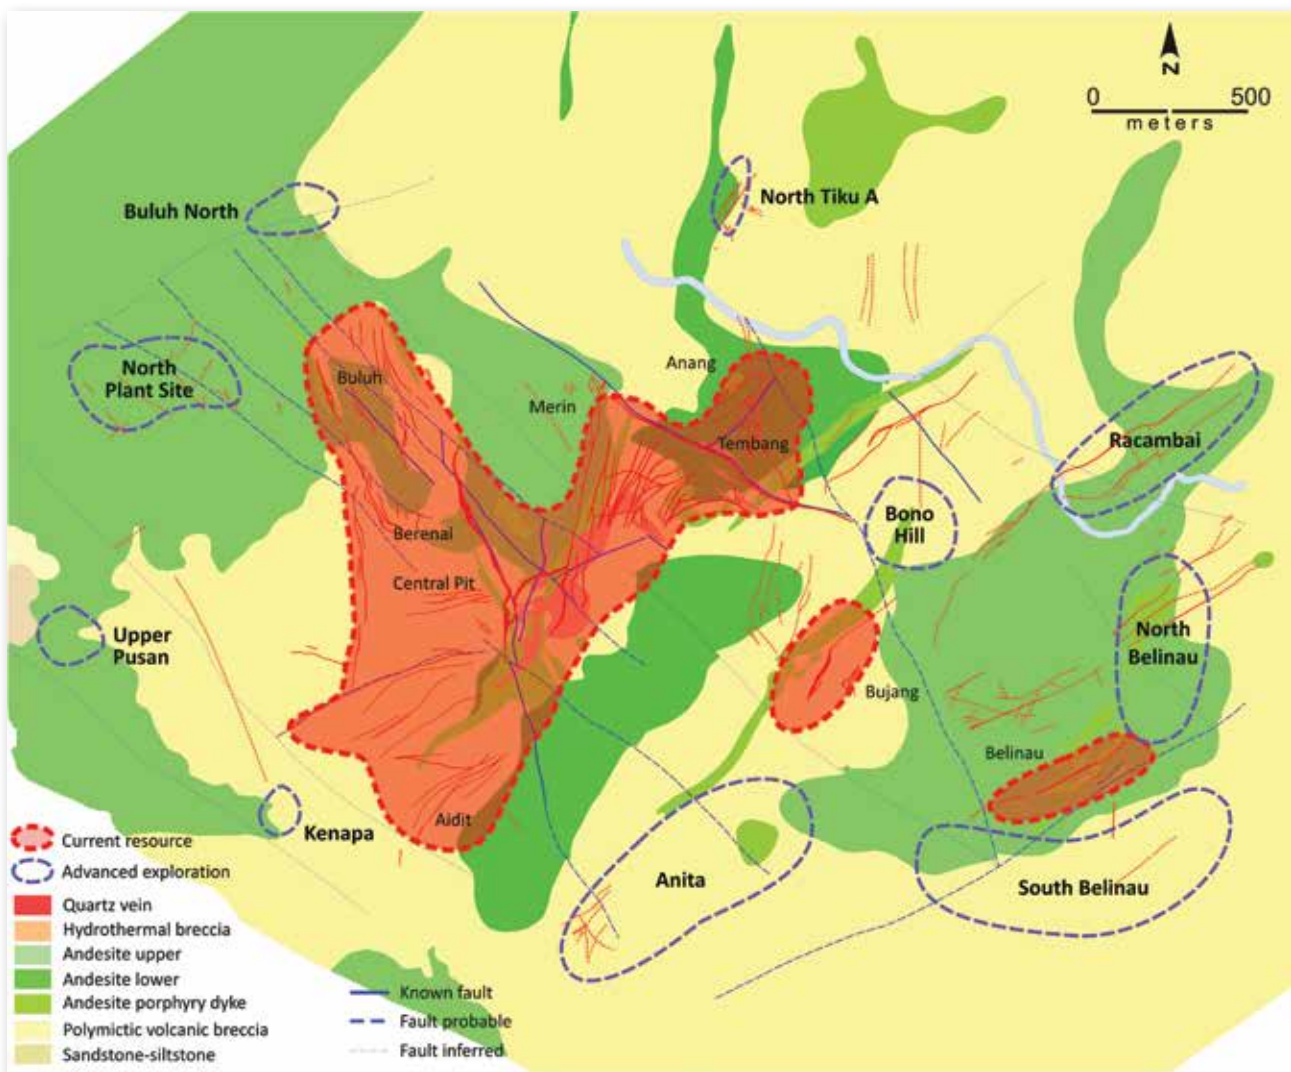 N
0 500
meters
North Tiku A
Buluh North
Anang
North
Plant Site
Buluh
Merin
Tembang
Racambai
Bono
Hill
Berenai
Central Pit
Upper
Pusan
North
Belinau
Bujang
Belinau
Aidit
Kenapa
Anita
South Belinau
Current resource
Advanced exploration
Quartz vein
Hydrothermal breccia
Andesite upper
Andesite lower
Andesite porphyry dyke
Polymictic volcanic breccia
Sandstone-siltstone
Known fault
Fault probable
Fault inferred